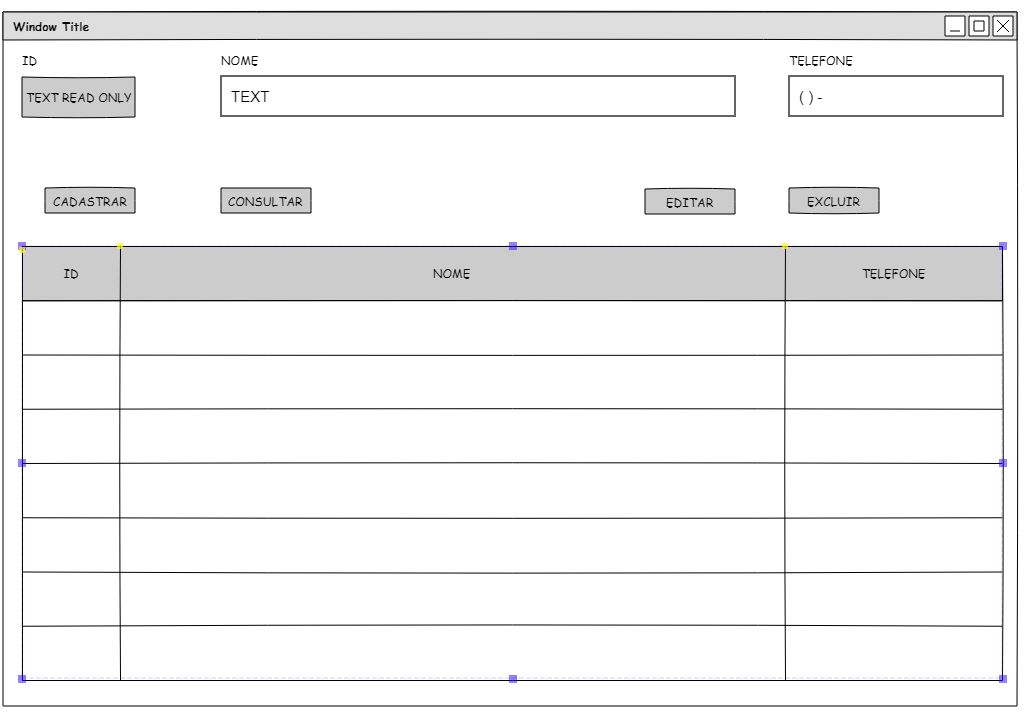 Window Title
ID
NOME
TELEFONE
TEXT READ ONLY
TEXT
( ) -
CADASTRAR
CONSULTAR
EDITAR
EXCLUIR
ID
NOME
TELEFONE